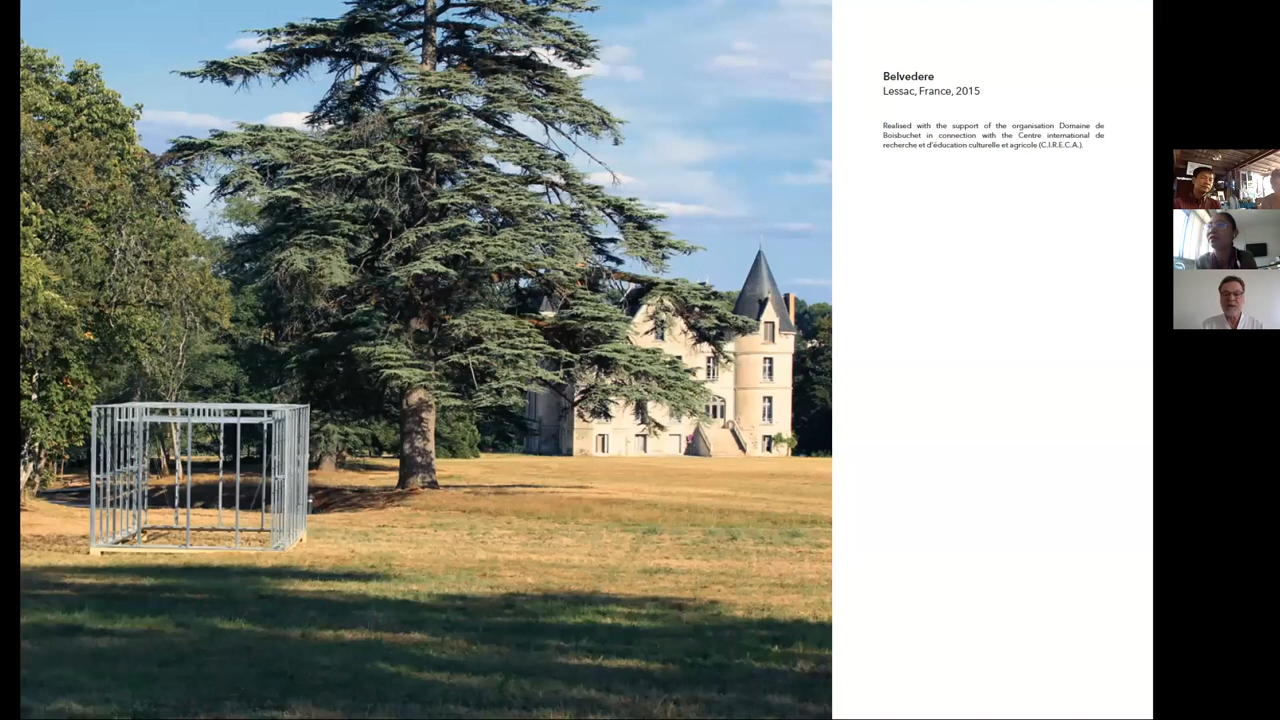 Belvedere
Lessac, France, 2015
Realised with the support of the organisation Domaine de
Boisbuchet in connection with the Centre international de
recherche et d'éducation culturelle et agricole (C.I.R.E.C.A.).